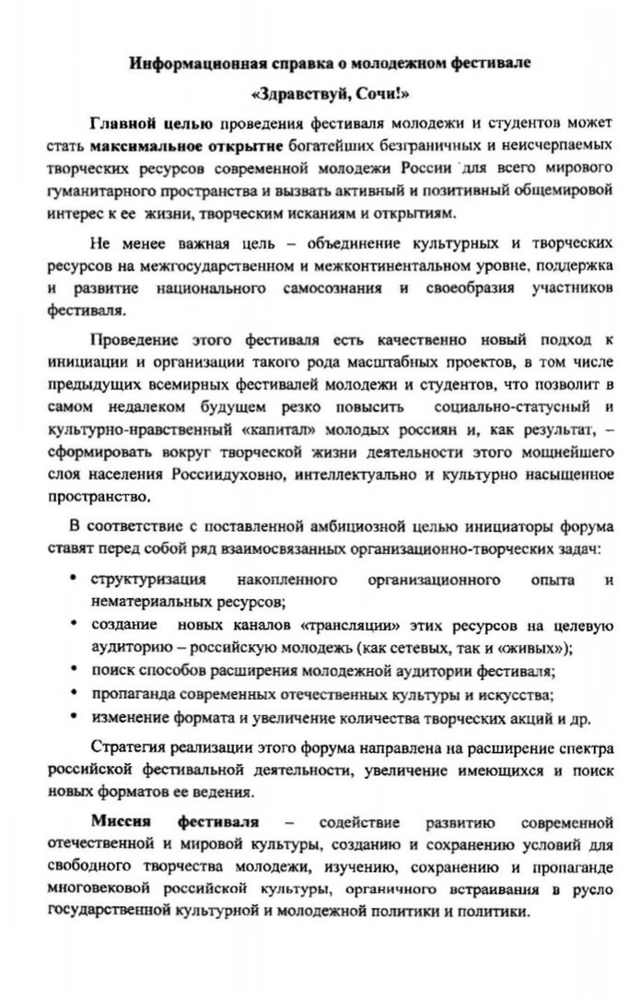 Информационная справка о молодежном фестивале
«Здравствуй, Сочи!»
Главной целью проведения фестиваля молодежи и студентов может
стать максимальное открытие богатейших безграничных и неисчерпаемых
творческих ресурсов современной молодежи России для всего мирового
гуманитарного пространства и вызвать активный и позитивный общемировой
интерес к ее жизни, творческим исканиям и открытиям.
Не менее важная цель – объединение культурных и творческих
ресурсов на межгосударственном и межконтинентальном уровне, поддержка
и развитие национального самосознания и своеобразия участников
фестиваля.
Проведение этого фестиваля есть качественно новый подход к
инициации и организации такого рода масштабных проектов, в том числе
предыдущих всемирных фестивалей молодежи и студентов, что позволит в
самом недалеком будущем резко повысить социально-статусный и
культурно-нравственный «капитал» молодых россиян и, как результат, –
сформировать вокруг творческой жизни деятельности этого мощнейшего
слоя населения Россиидуховно, интеллектуально и культурно насыщенное
пространство.
В соответствие с поставленной амбициозной целью инициаторы форума
ставят перед собой ряд взаимосвязанных организационно-творческих задач:
• структуризация накопленного организационного опыта и
нематериальных ресурсов;
• создание новых каналов «трансляции» этих ресурсов на целевую
аудиторию – российскую молодежь (как сетевых, так и «живых»);
• поиск способов расширения молодежной аудитории фестиваля;
• пропаганда современных отечественных культуры и искусства;
• изменение формата и увеличение количества творческих акций и др.
Стратегия реализации этого форума направлена на расширение спектра
российской фестивальной деятельности, увеличение имеющихся и поиск
новых форматов ее ведения.
Миссия фестиваля – содействие развитию современной
отечественной и мировой культуры, созданию и сохранению условий для
свободного творчества молодежи, изучению, сохранению и пропаганде
многовековой российской культуры, органичного встраивания в русло
государственной культурной и молодежной политики и политики.